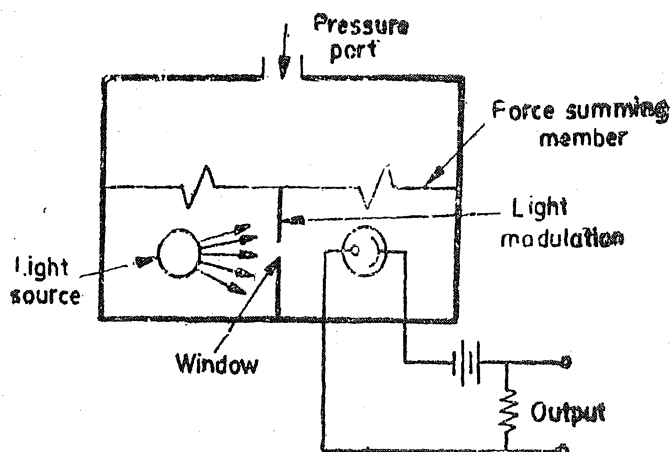 Pressure
port
Force summing
member
Light
modulation
Light
source
Window
Output